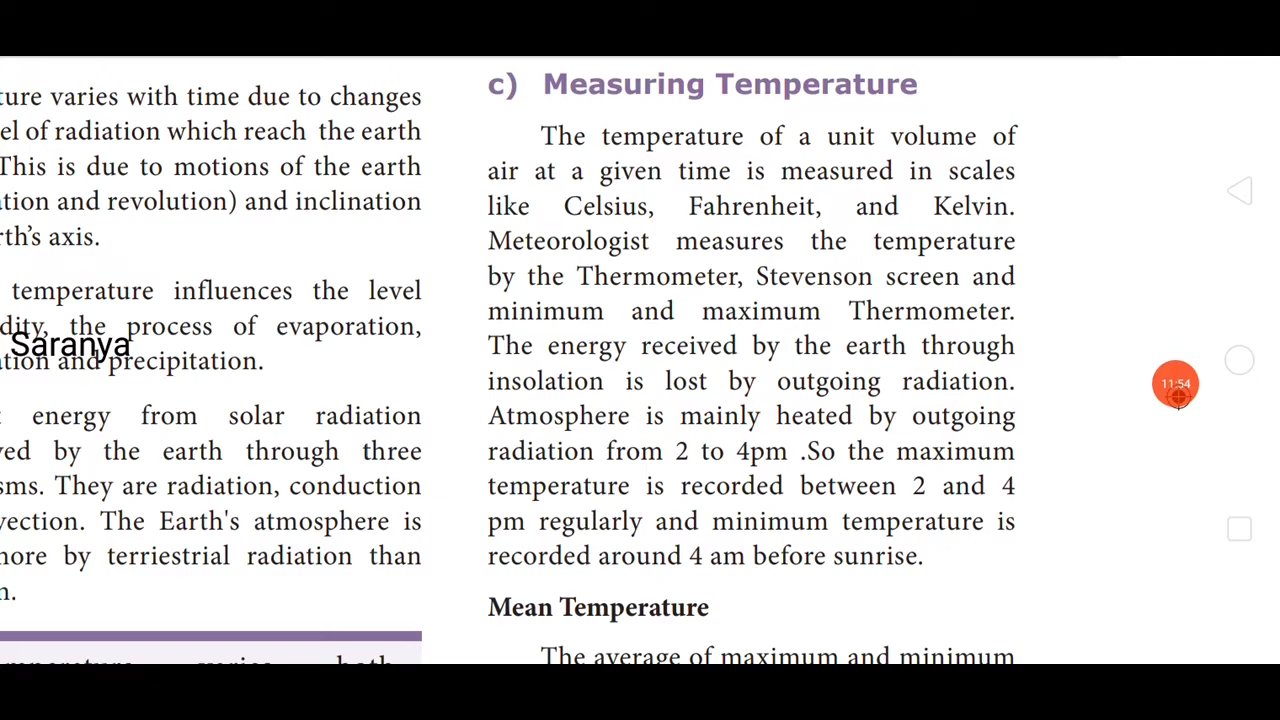 ture varies with time due to changes
el of radiation which reach the earth
This is due to motions of the earth
ation and revolution) and inclination
rth's axis.
temperature influences the level
dity, the process of evaporation,
ation and precipitation.
Saranya
energy from solar radiation
ved by the earth through three
sms. They are radiation, conduction
vection. The Earth's atmosphere is
more by terriestrial radiation than
n.
c) Measuring Temperature
The temperature of a unit volume of
air at a given time is measured in scales
like Celsius, Fahrenheit, and Kelvin.
Meteorologist measures the temperature
by the Thermometer, Stevenson screen and
minimum and maximum Thermometer.
The energy received by the earth through
insolation is lost by outgoing radiation.
Atmosphere is mainly heated by outgoing
radiation from 2 to 4pm .So the maximum
temperature is recorded between 2 and 4
pm regularly and minimum temperature is
recorded around 4 am before sunrise.
Mean Temperature
The average of maximum and minimum
11:54